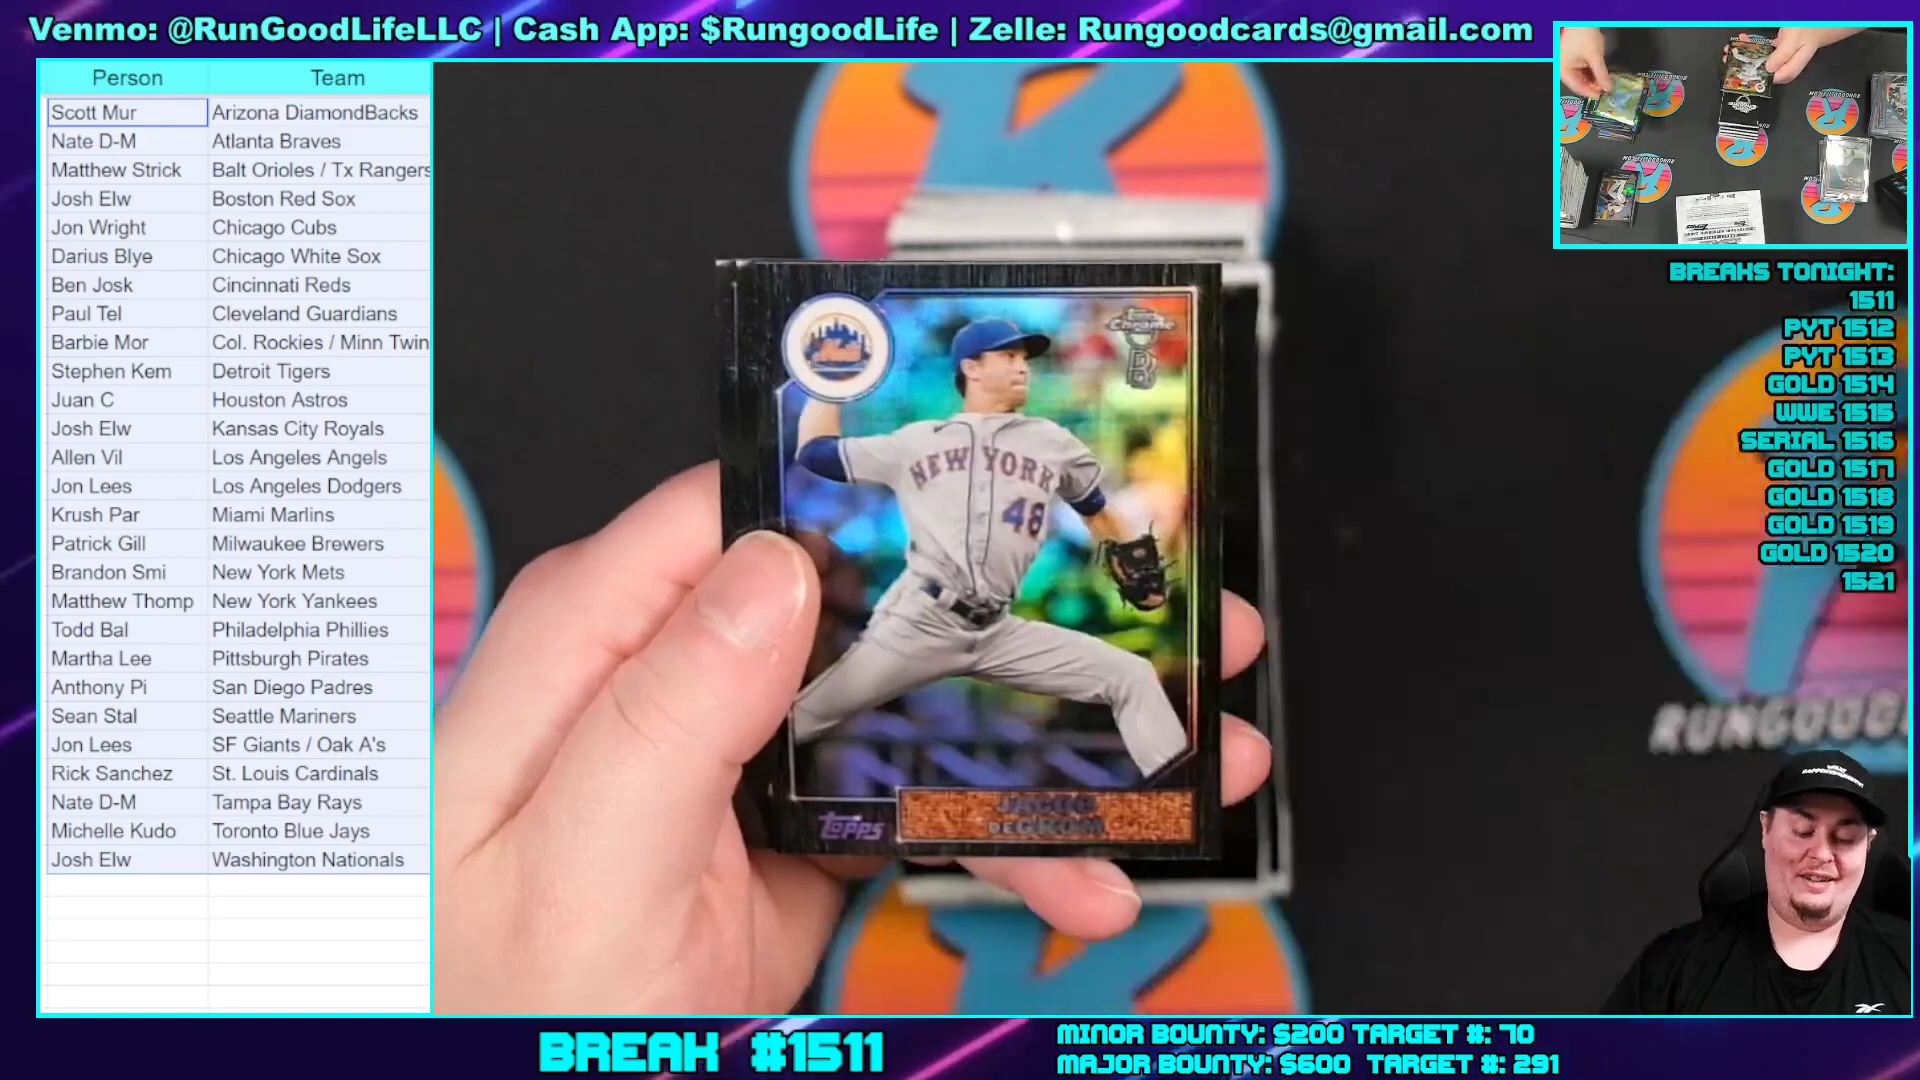 Venmo: @RunGoodLifeLLC | Cash App: $RungoodLife | Zelle: Rungoodcards@gmail.com
Person Team
Scott Mur Arizona DiamondBacks
Nate D-M Atlanta Braves
Matthew Strick Balt Orioles / Tx Rangers
Josh Elw Boston Red Sox
Jon Wright Chicago Cubs
Darius Blye Chicago White Sox
Ben Josk Cincinnati Reds
Paul Tel Cleveland Guardians
Barbie Mor Col. Rockies / Minn Twin
Stephen Kem Detroit Tigers
Juan C Houston Astros
Josh Elw Kansas City Royals
Allen Vil Los Angeles Angels
Jon Lees Los Angeles Dodgers
Krush Par Miami Marlins
Patrick Gill Milwaukee Brewers
Brandon Smi New York Mets
Matthew Thomp New York Yankees
Todd Bal Philadelphia Phillies
Martha Lee Pittsburgh Pirates
Anthony Pi San Diego Padres
Sean Stal Seattle Mariners
Jon Lees SF Giants / Oak A's
Rick Sanchez St. Louis Cardinals
Nate D-M Tampa Bay Rays
Michelle Kudo Toronto Blue Jays
Josh Elw Washington Nationals
Mets
Topps
Chrome
B
NEW YORK
48
JACOB
DEGROM
Topps
BREAKS TONIGHT:
1511
PYT 1512
PYT 1513
GOLD 1514
WWE 1515
SERIAL 1516
GOLD 1517
GOLD 1518
GOLD 1519
GOLD 1520
1521
RUNGOOD
BREAK #1511
MINOR BOUNTY: $200 TARGET #: 70
MAJOR BOUNTY: $600 TARGET #: 291